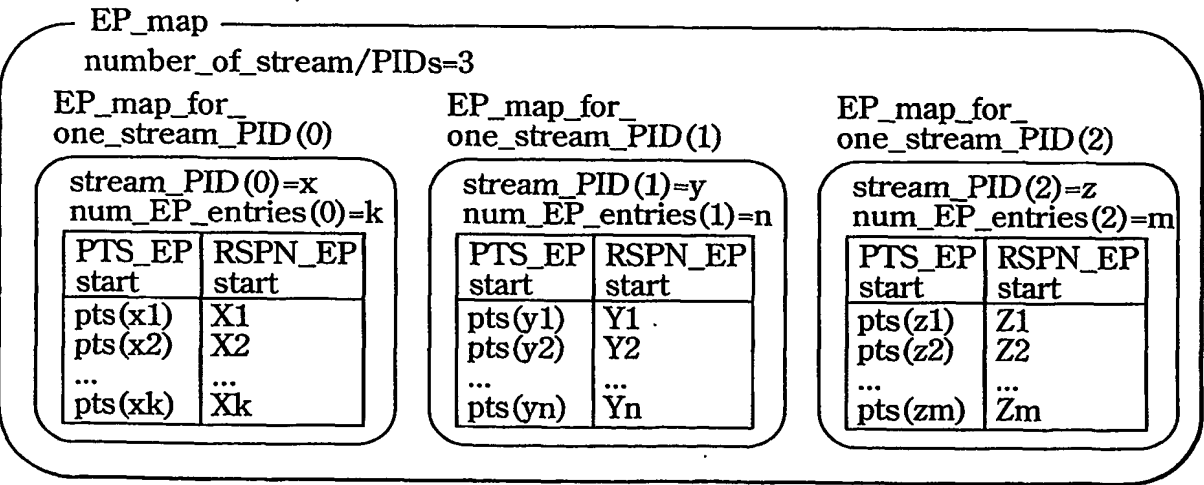 EP_map
number_of_stream/PIDs=3
EP_map_for_
one_stream_PID(0)
stream_PID(0)=x
num_EP_entries(0)=k
PTS_EP RSPN_EP
start start
pts(x1) X1
pts(x2) X2
... ...
pts(xk) Xk
EP_map_for_
one_stream_PID(1)
stream_PID(1)=y
num_EP_entries(1)=n
PTS_EP RSPN_EP
start start
pts(y1) Y1
pts(y2) Y2
... ...
pts(yn) Yn
EP_map_for_
one_stream_PID(2)
stream_PID(2)=z
num_EP_entries(2)=m
PTS_EP RSPN_EP
start start
pts(z1) Z1
pts(z2) Z2
... ...
pts(zm) Zm